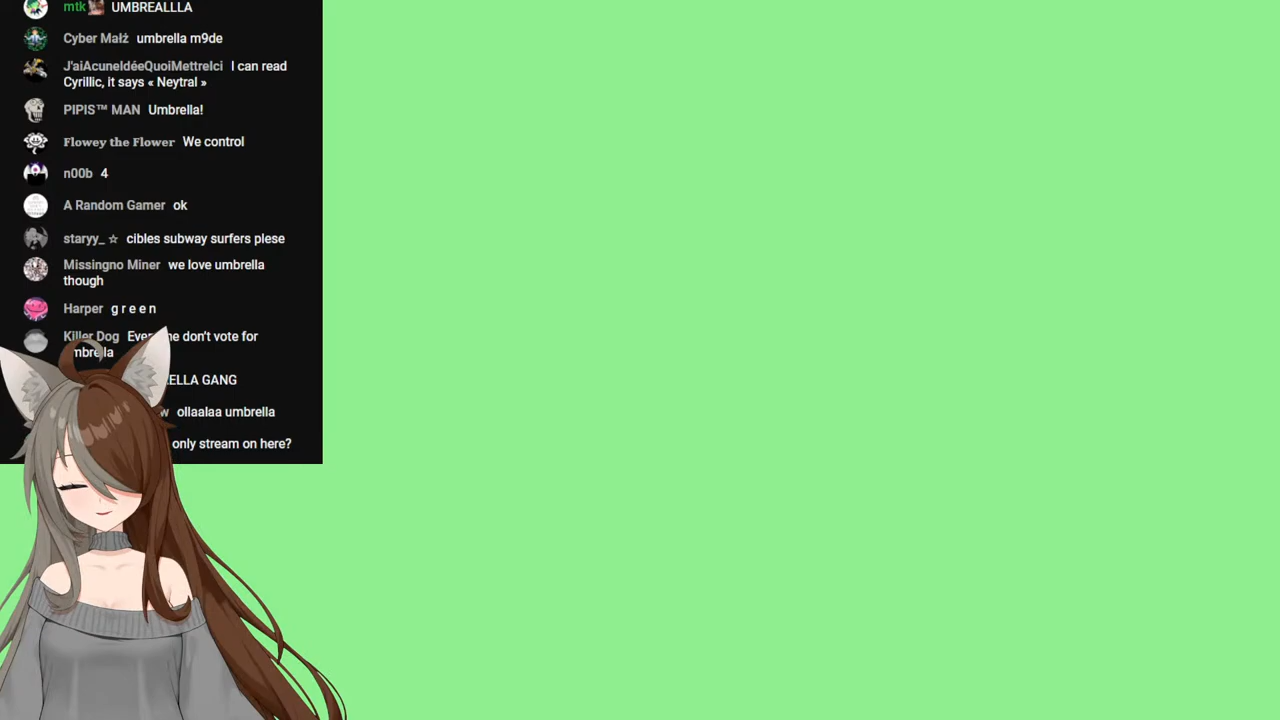 mtk UMBREALLLA
Cyber Małż umbrella m9de
J'aiAcuneIdéeQuoiMettreIci I can read
Cyrillic, it says « Neytral »
PIPIS™ MAN Umbrella!
Flowey the Flower We control
n00b 4
A Random Gamer ok
staryy_ ☆ cibles subway surfers plese
Missingno Miner we love umbrella
though
Harper g r e e n
Killer Dog don't vote for
ELLA GANG
w ollaalaa umbrella
only stream on here?